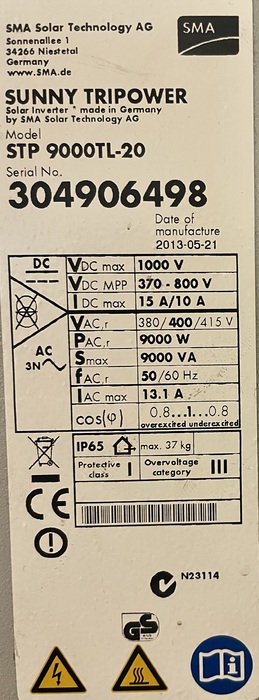 SMA Solar Technology AG
Sonnenallee 1
34266 Niestetal
Germany
www.SMA.de
SMA
SUNNY TRIPOWER
Solar Inverter * made in Germany
by SMA Solar Technology AG
Model
STP 9000TL-20
Serial No.
304906498
Date of
manufacture
2013-05-21
DC
VDC max 1000 V
VDC MPP 370 - 800 V
IDC max 15 A/10 A
VAC,r 380/400/415 V
PAC,r 9000 W
AC
3N
Smax 9000 VA
fAC,r 50/60 Hz
IAC max 13.1 A
cos(φ) 0.8...1...0.8
overexcited underexcited
IP65 max. 37 kg
Protective class I Overvoltage category III
CE
N23114
GS